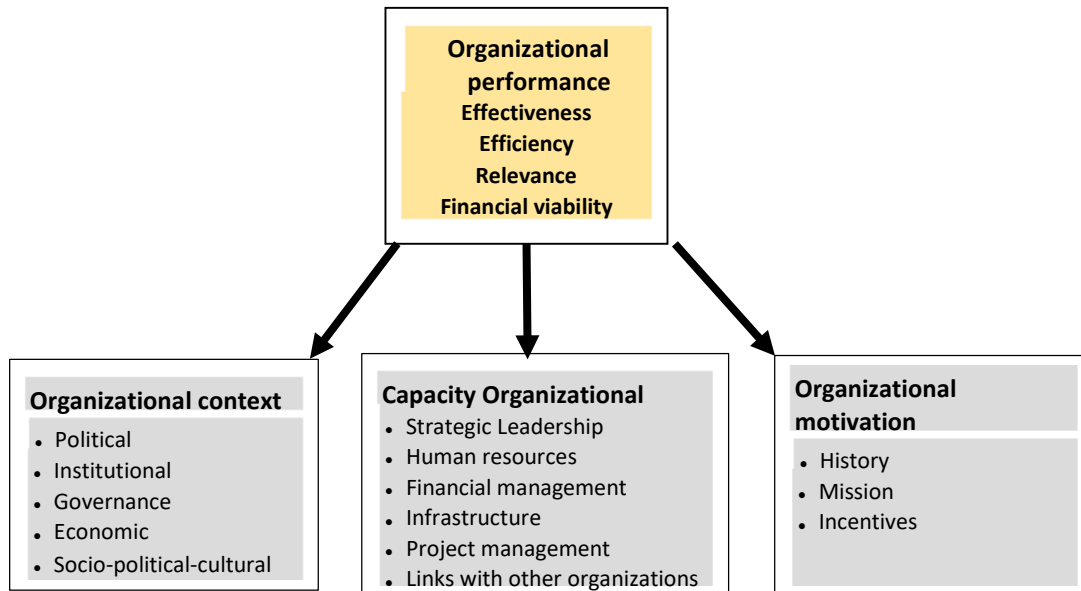 Organizational
performance
Effectiveness
Efficiency
Relevance
Financial viability
Organizational context
• Political
• Institutional
• Governance
• Economic
• Socio-political-cultural
Capacity Organizational
• Strategic Leadership
• Human resources
• Financial management
• Infrastructure
• Project management
• Links with other organizations
Organizational
motivation
• History
• Mission
• Incentives